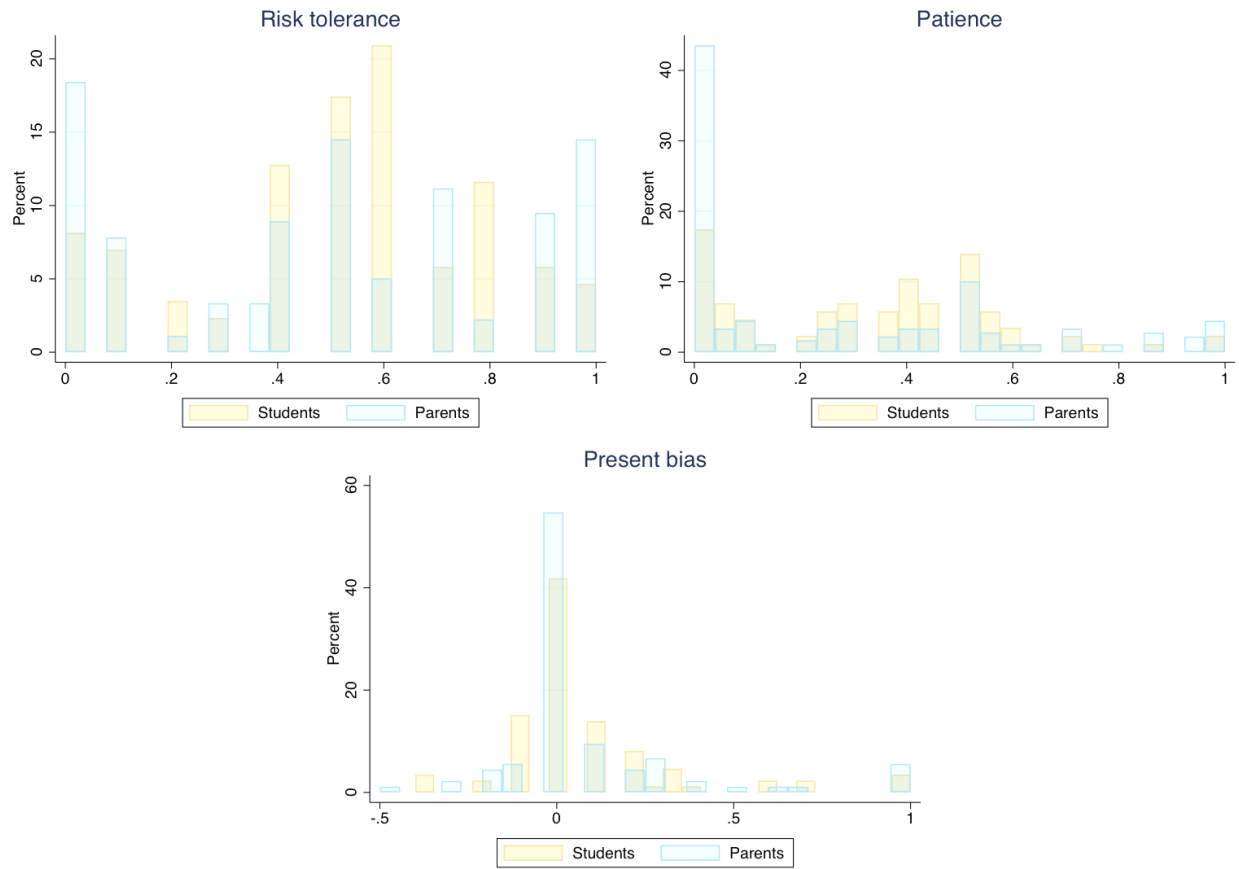 Risk tolerance
Percent
20
15
10
5
0
0 .2 .4 .6 .8 1
Students Parents
Patience
Percent
40
30
20
10
0
0 .2 .4 .6 .8 1
Students Parents
Present bias
Percent
60
40
20
0
-.5 0 .5 1
Students Parents